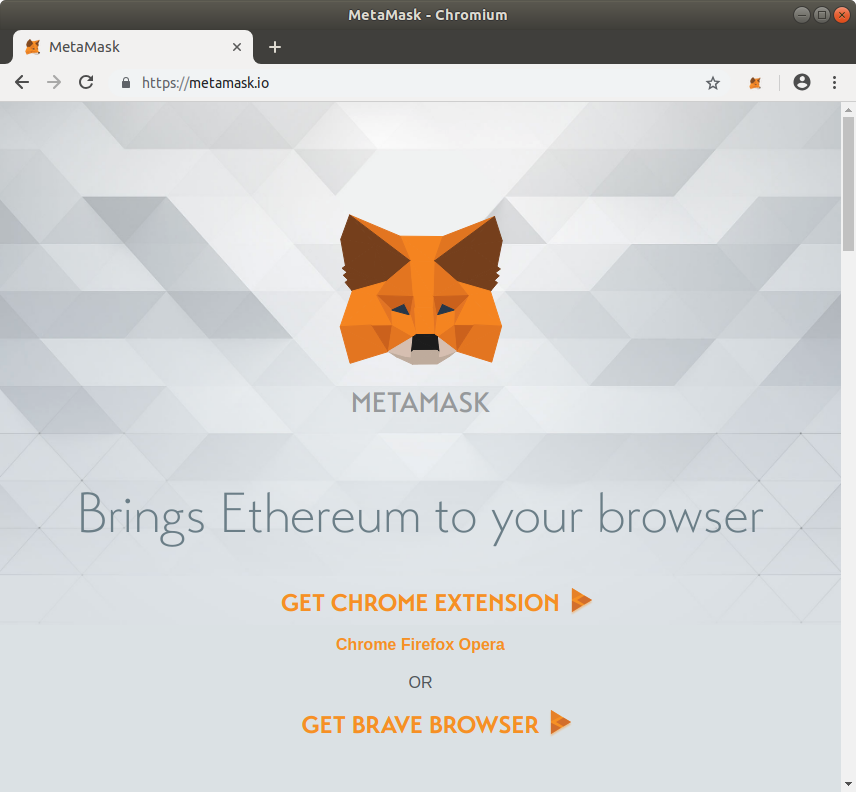 MetaMask - Chromium
MetaMask
https://metamask.io
METAMASK
Brings Ethereum to your browser
GET CHROME EXTENSION
Chrome Firefox Opera
OR
GET BRAVE BROWSER